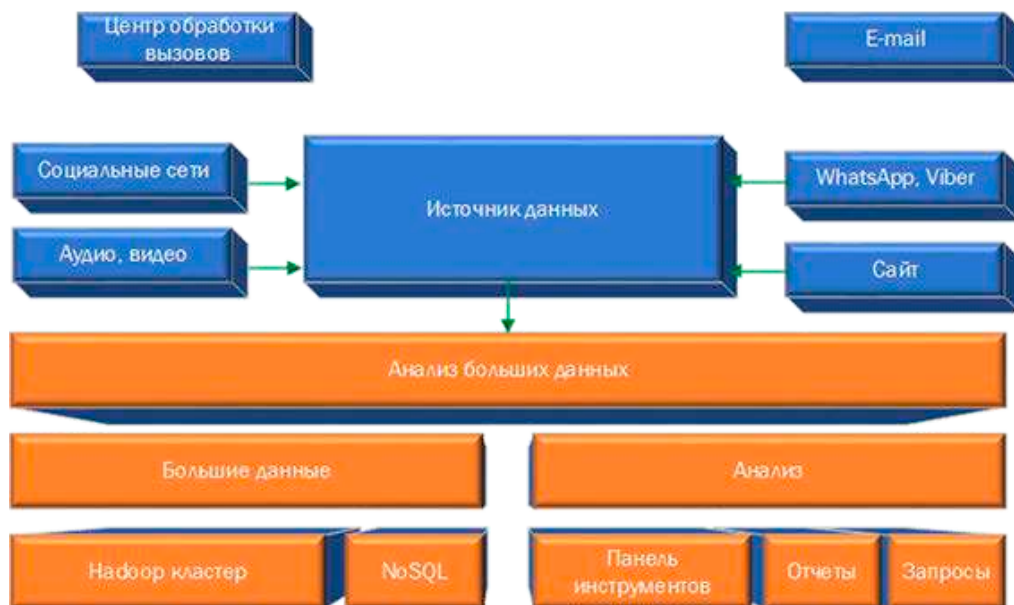 Центр обработки
вызовов
E-mail
Социальные сети
WhatsApp, Viber
Источник данных
Аудио, видео
Сайт
Анализ больших данных
Большие данные
Анализ
Hadoop кластер
NoSQL
Панель
инструментов
Отчеты
Запросы